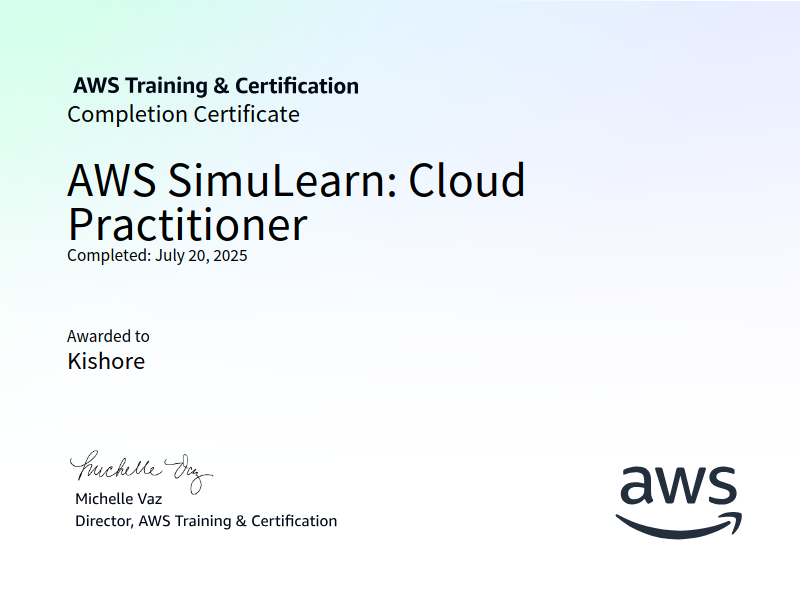 AWS Training & Certification
Completion Certificate
AWS SimuLearn: Cloud
Practitioner
Completed: July 20, 2025
Awarded to
Kishore
Michelle Vaz
Michelle Vaz
Director, AWS Training & Certification
aws